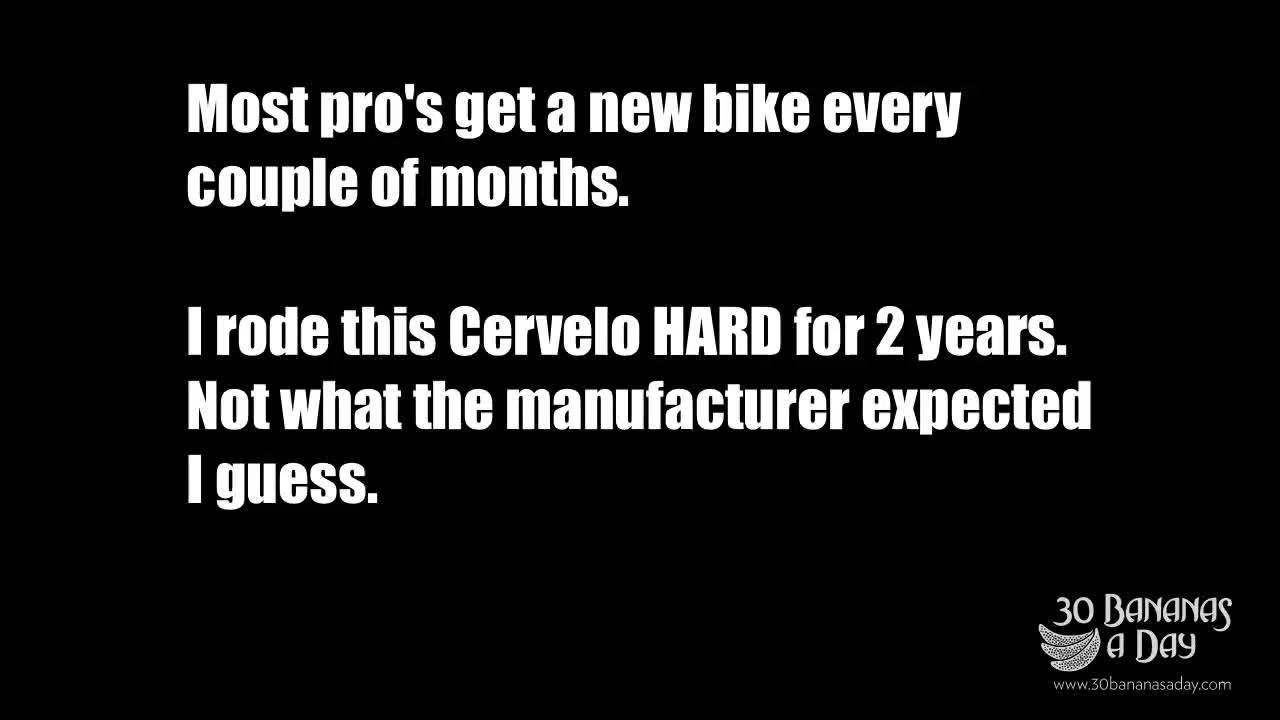 Most pro's get a new bike every
couple of months.
I rode this Cervelo HARD for 2 years.
Not what the manufacturer expected
I guess.
30 BANANAS
A DAY
www.30bananasaday.com